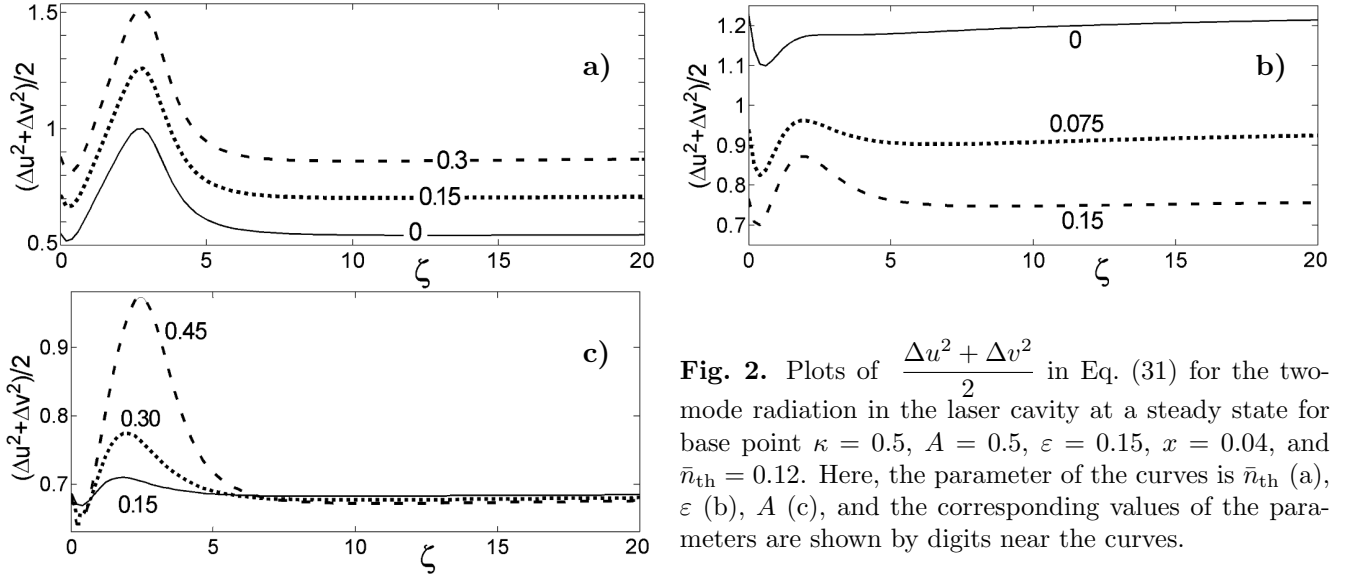 (Δu²+Δv²)/2
1.5
1
0.5
a)
0.3
0.15
0
0 5 10 15 20
ζ
(Δu²+Δv²)/2
1.2
1.1
1
0.9
0.8
0.7
b)
0
0.075
0.15
0 5 10 15 20
ζ
(Δu²+Δv²)/2
0.9
0.8
0.7
c)
0.45
0.30
0.15
0 5 10 15 20
ζ
Fig. 2. Plots of (Δu² + Δv²)/2 in Eq. (31) for the two-
mode radiation in the laser cavity at a steady state for
base point κ = 0.5, A = 0.5, ε = 0.15, x = 0.04, and
n̄th = 0.12. Here, the parameter of the curves is n̄th (a),
ε (b), A (c), and the corresponding values of the para-
meters are shown by digits near the curves.